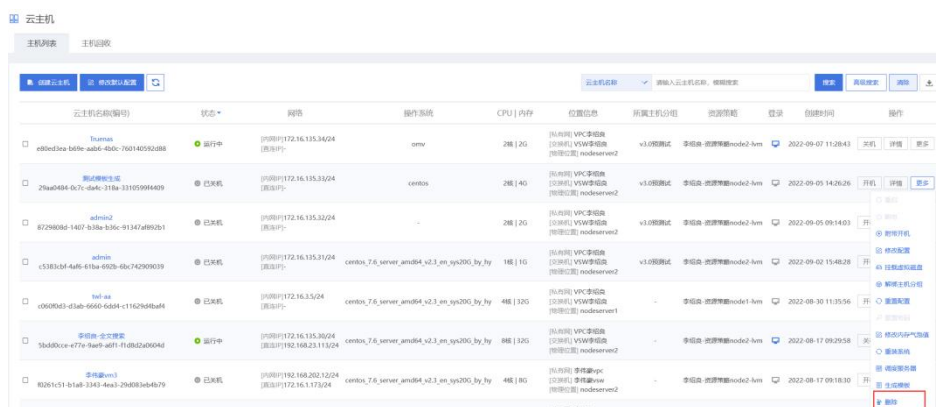 云主机
主机列表 主机回收
创建云主机 修改默认配置 云主机名称 请输入云主机名称，模糊搜索 搜索 高级搜索 清除
云主机名称(编号) 状态 网络 操作系统 CPU | 内存 位置信息 所属主机分组 资源策略 登录 创建时间 操作
Truenas
e80ed3ea-b69e-aab6-4b0c-760140592d88 运行中 [内网IP]172.16.135.34/24 [直连IP]- omv 2核 | 2G [私有网] VPC李绍良 [交换机] VSW李绍良 [物理位置] nodeserver2 v3.0预测试 李绍良-资源策略node2-lvm 2022-09-07 11:28:43 关机 详情 更多
测试模板生成
29aa0484-0c7c-da4c-318a-3310599f4409 已关机 [内网IP]172.16.135.33/24 [直连IP]- centos 2核 | 4G [私有网] VPC李绍良 [交换机] VSW李绍良 [物理位置] nodeserver2 v3.0预测试 李绍良-资源策略node2-lvm 2022-09-05 14:26:26 开机 详情 更多
admin2
8729808d-1407-b38a-b36c-91347af892b1 已关机 [内网IP]172.16.135.32/24 [直连IP]- - 2核 | 2G [私有网] VPC李绍良 [交换机] VSW李绍良 [物理位置] nodeserver2 v3.0预测试 李绍良-资源策略node2-lvm 2022-09-05 09:14:03
admin
c5383cbf-4af6-61ba-692b-6bc742909039 已关机 [内网IP]172.16.135.31/24 [直连IP]- centos_7.6_server_amd64_v2.3_en_sys20G_by_hy 1核 | 1G [私有网] VPC李绍良 [交换机] VSW李绍良 [物理位置] nodeserver2 v3.0预测试 李绍良-资源策略node2-lvm 2022-09-02 15:48:28
twl-aa
c060f0d3-d3ab-6660-6dd4-c11629d4baf4 已关机 [内网IP]172.16.3.5/24 [直连IP]- centos_7.6_server_amd64_v2.3_en_sys20G_by_hy 4核 | 32G [私有网] VPC李绍良 [交换机] VSW李绍良 [物理位置] nodeserver1 - 李绍良-资源策略node1-lvm 2022-08-30 11:35:56
李绍良-全文搜索
5bdd0cce-e77e-9ae9-a6f1-f1d8d2a0604d 运行中 [内网IP]172.16.135.30/24 [直连IP]192.168.23.113/24 centos_7.6_server_amd64_v2.3_en_sys20G_by_hy 8核 | 32G [私有网] VPC李绍良 [交换机] VSW李绍良 [物理位置] nodeserver2 - 李绍良-资源策略node2-lvm 2022-08-17 09:29:58
李伟豪vm3
f0261c51-b1a8-3343-4ea3-29d083eb4b79 已关机 [内网IP]192.168.202.12/24 [直连IP]172.16.1.173/24 centos_7.6_server_amd64_v2.3_en_sys20G_by_hy 4核 | 8G [私有网] 李伟豪vpc [交换机] 李伟豪vsw [物理位置] nodeserver2 - 李绍良-资源策略node2-lvm 2022-08-17 09:18:30
附带开机
修改配置
挂载虚拟磁盘
解绑主机分组
重置配置
修改内存气泡值
重装系统
调度服务器
生成模板
删除